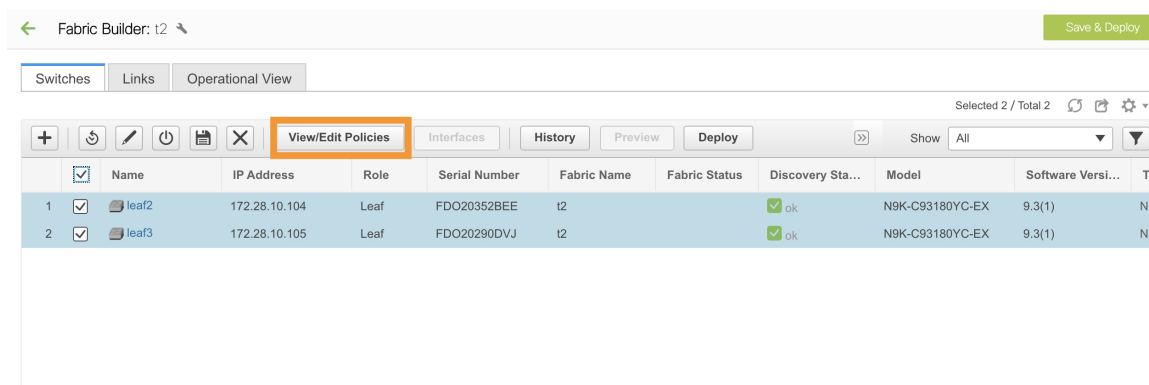 Fabric Builder: t2
Save & Deploy
Switches Links Operational View
Selected 2 / Total 2
View/Edit Policies Interfaces History Preview Deploy Show All
Name IP Address Role Serial Number Fabric Name Fabric Status Discovery Sta... Model Software Versi... T
1 leaf2 172.28.10.104 Leaf FDO20352BEE t2 ok N9K-C93180YC-EX 9.3(1) N
2 leaf3 172.28.10.105 Leaf FDO20290DVJ t2 ok N9K-C93180YC-EX 9.3(1) N